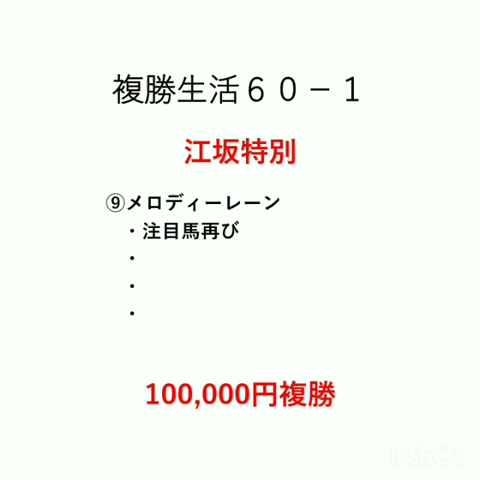 複勝生活６０－１
江坂特別
⑨メロディーレーン
・注目馬再び
・
・
・
100,000円複勝
InShOt